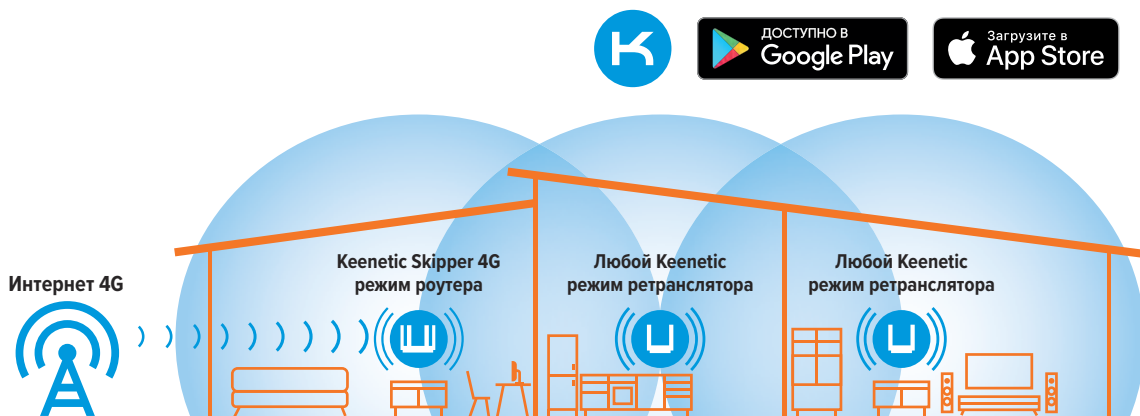 ДОСТУПНО В
Google Play
Загрузите в
App Store
Keenetic Skipper 4G
режим роутера
Любой Keenetic
режим ретранслятора
Любой Keenetic
режим ретранслятора
Интернет 4G